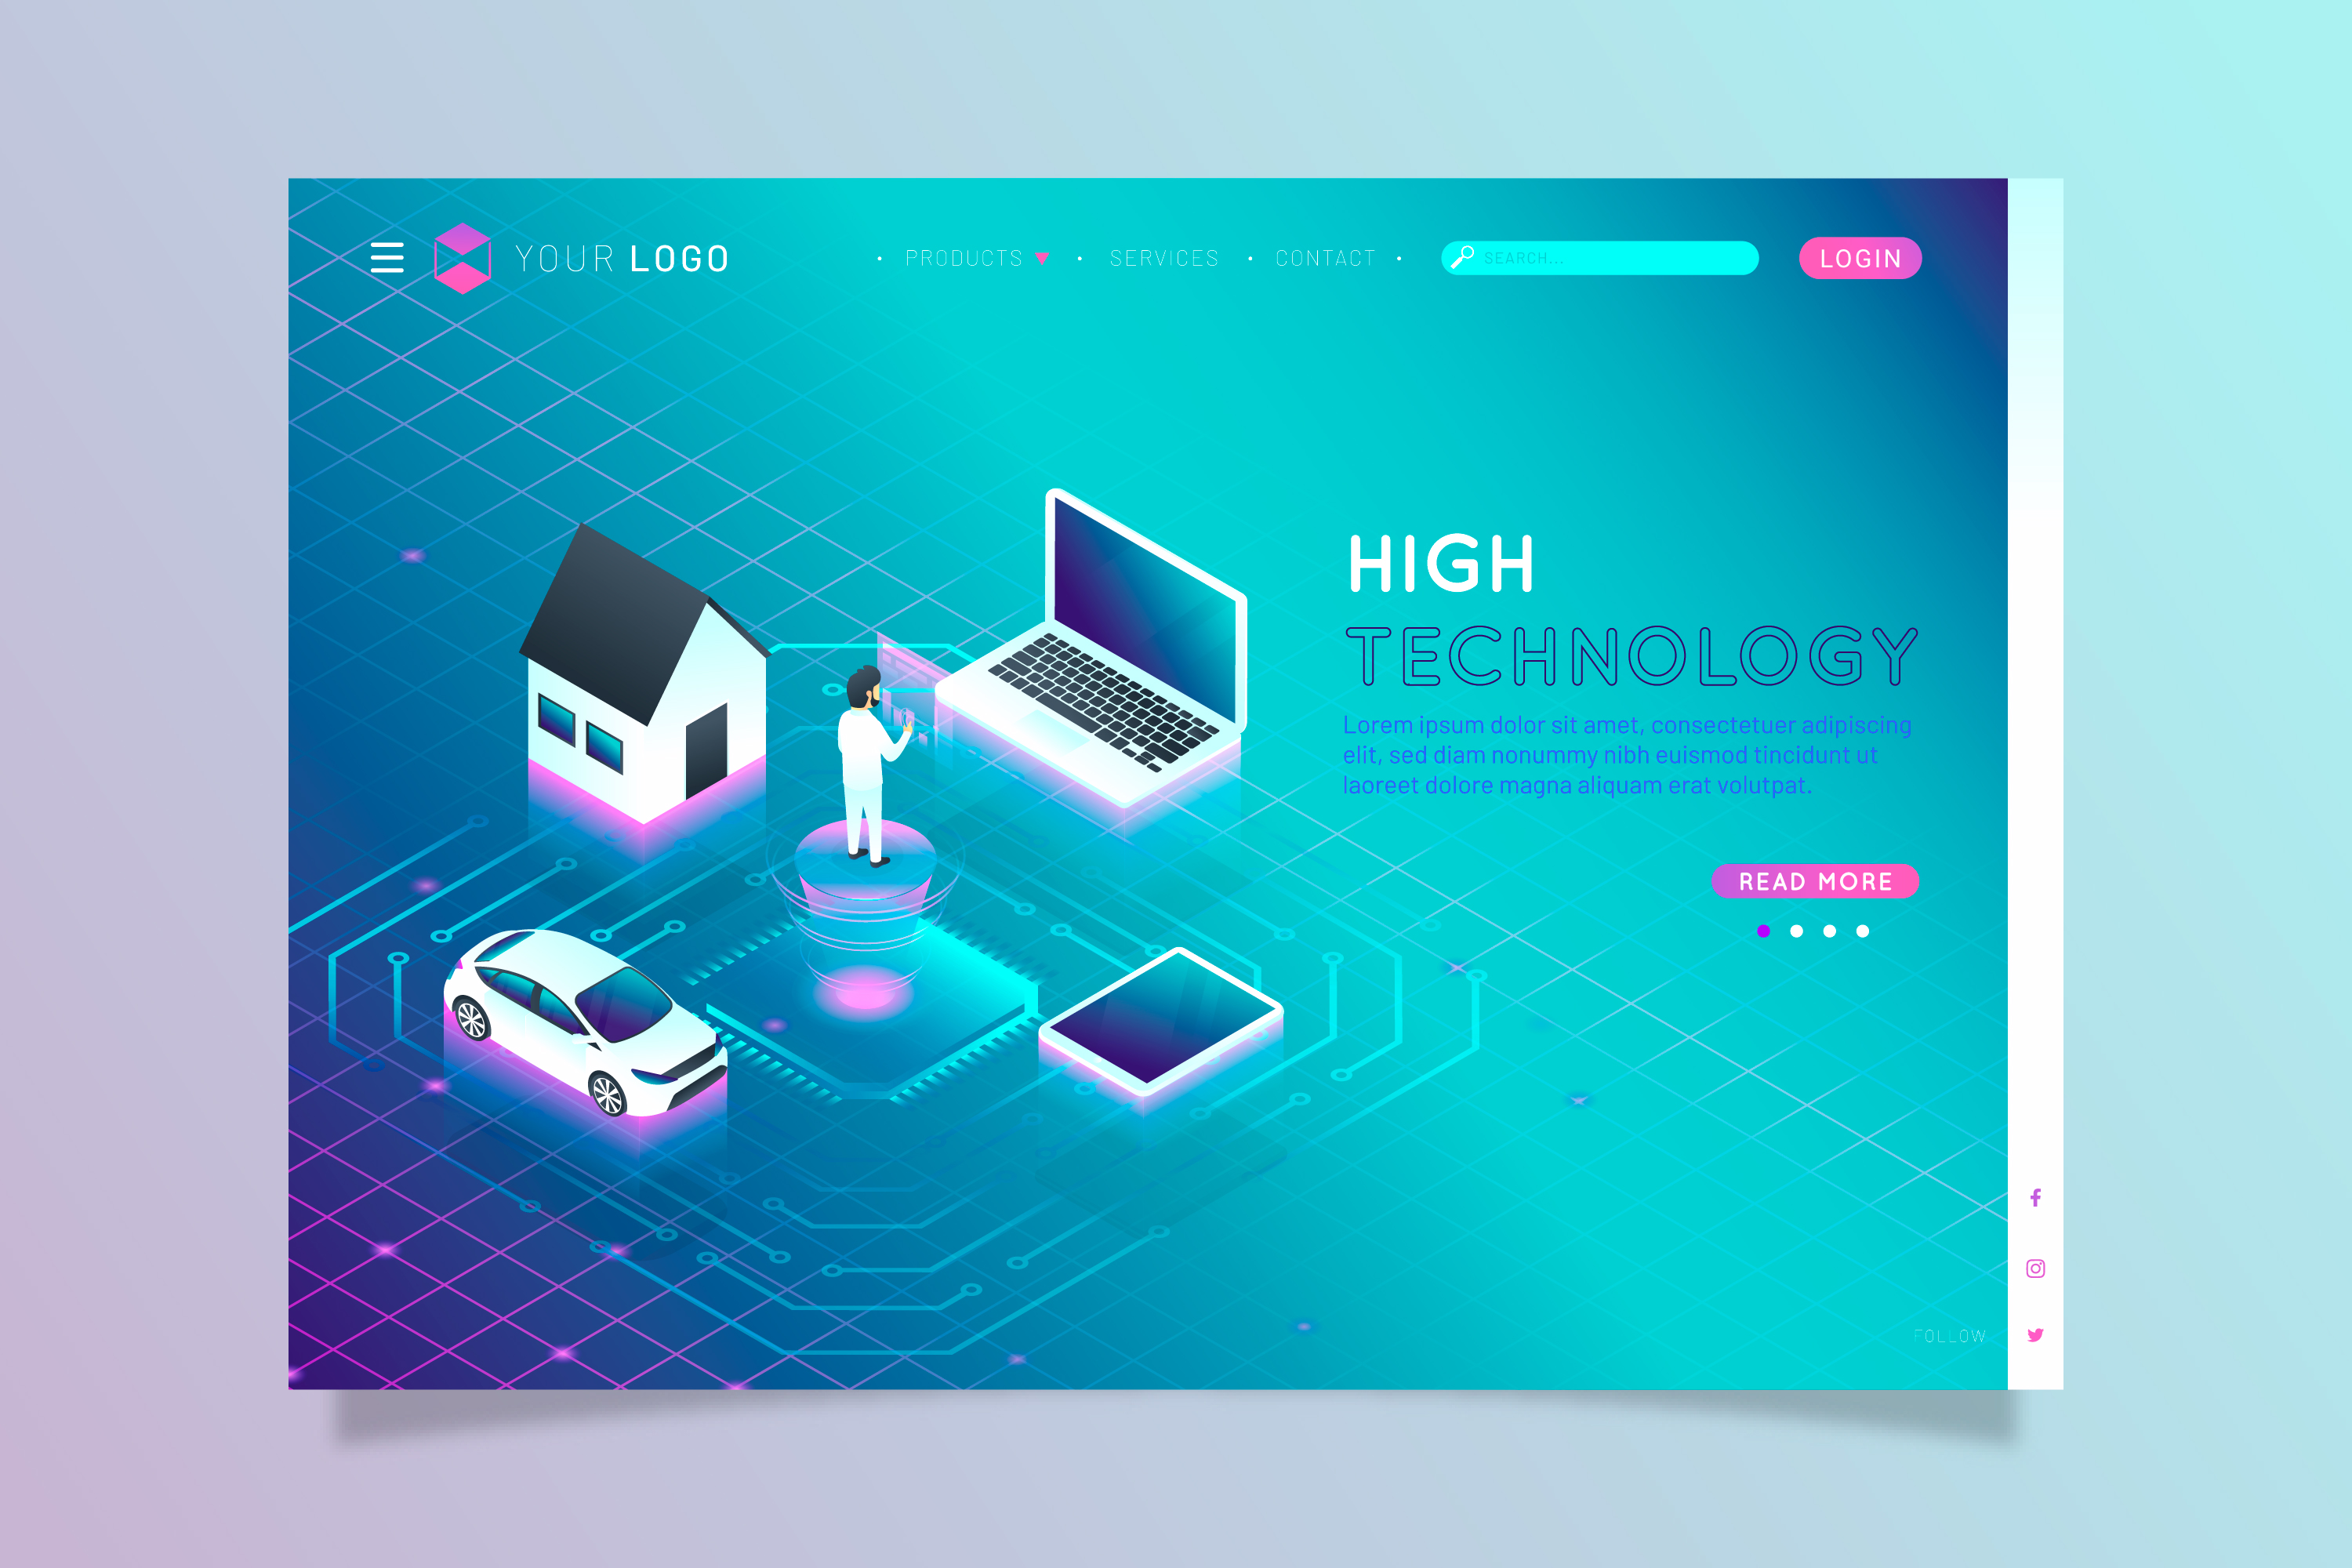 YOUR LOGO
PRODUCTS
SERVICES
CONTACT
SEARCH...
LOGIN
HIGH
TECHNOLOGY
Lorem ipsum dolor sit amet, consectetuer adipiscing
elit, sed diam nonummy nibh euismod tincidunt ut
laoreet dolore magna aliquam erat volutpat.
READ MORE
FOLLOW